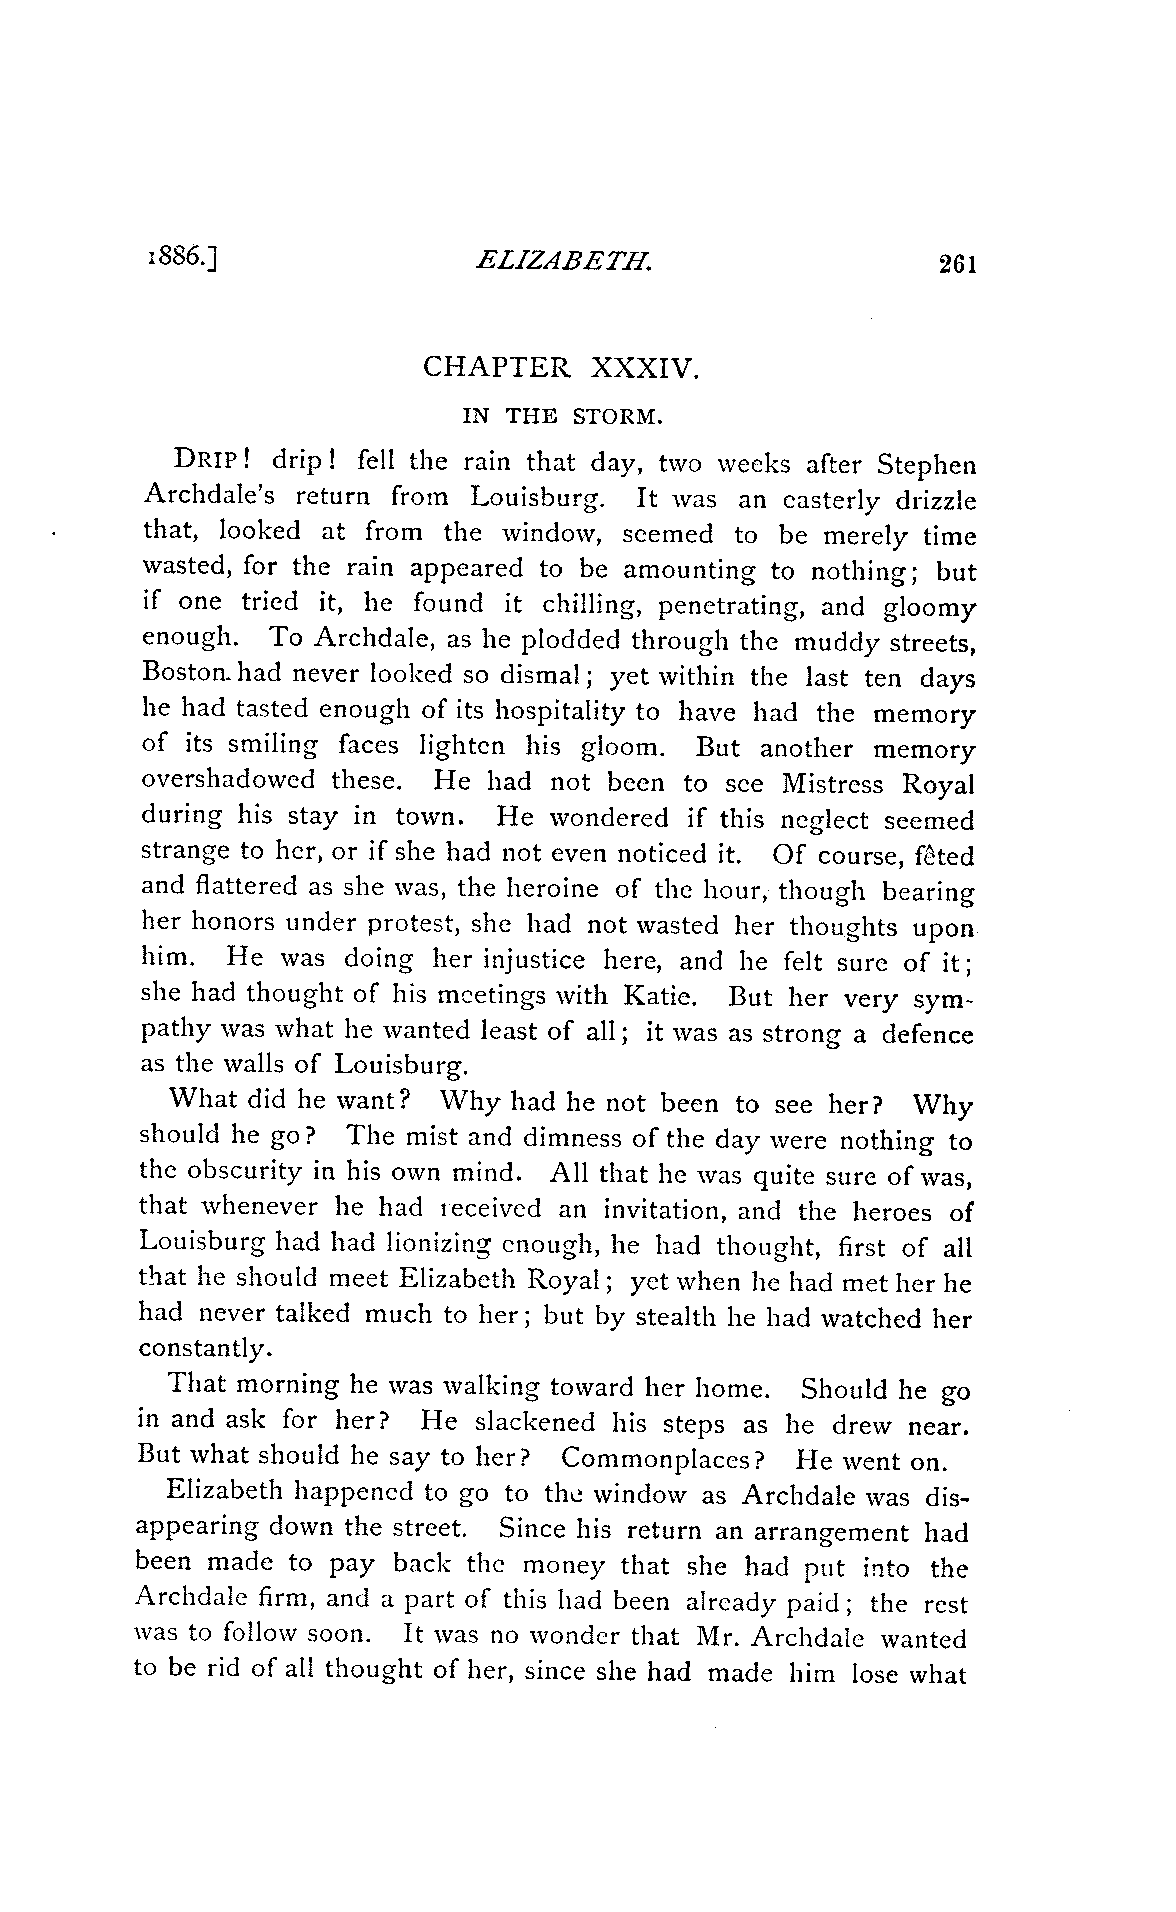 1886.] ELIZABETH. 261
CHAPTER XXXIV.
IN THE STORM.
DRIP! drip! fell the rain that day, two weeks after Stephen
Archdale's return from Louisburg. It was an easterly drizzle
that, looked at from the window, seemed to be merely time
wasted, for the rain appeared to be amounting to nothing; but
if one tried it, he found it chilling, penetrating, and gloomy
enough. To Archdale, as he plodded through the muddy streets,
Boston had never looked so dismal; yet within the last ten days
he had tasted enough of its hospitality to have had the memory
of its smiling faces lighten his gloom. But another memory
overshadowed these. He had not been to see Mistress Royal
during his stay in town. He wondered if this neglect seemed
strange to her, or if she had not even noticed it. Of course, fêted
and flattered as she was, the heroine of the hour, though bearing
her honors under protest, she had not wasted her thoughts upon
him. He was doing her injustice here, and he felt sure of it;
she had thought of his meetings with Katie. But her very sym-
pathy was what he wanted least of all; it was as strong a defence
as the walls of Louisburg.
What did he want? Why had he not been to see her? Why
should he go? The mist and dimness of the day were nothing to
the obscurity in his own mind. All that he was quite sure of was,
that whenever he had received an invitation, and the heroes of
Louisburg had had lionizing enough, he had thought, first of all
that he should meet Elizabeth Royal; yet when he had met her he
had never talked much to her; but by stealth he had watched her
constantly.
That morning he was walking toward her home. Should he go
in and ask for her? He slackened his steps as he drew near.
But what should he say to her? Commonplaces? He went on.
Elizabeth happened to go to the window as Archdale was dis-
appearing down the street. Since his return an arrangement had
been made to pay back the money that she had put into the
Archdale firm, and a part of this had been already paid; the rest
was to follow soon. It was no wonder that Mr. Archdale wanted
to be rid of all thought of her, since she had made him lose what